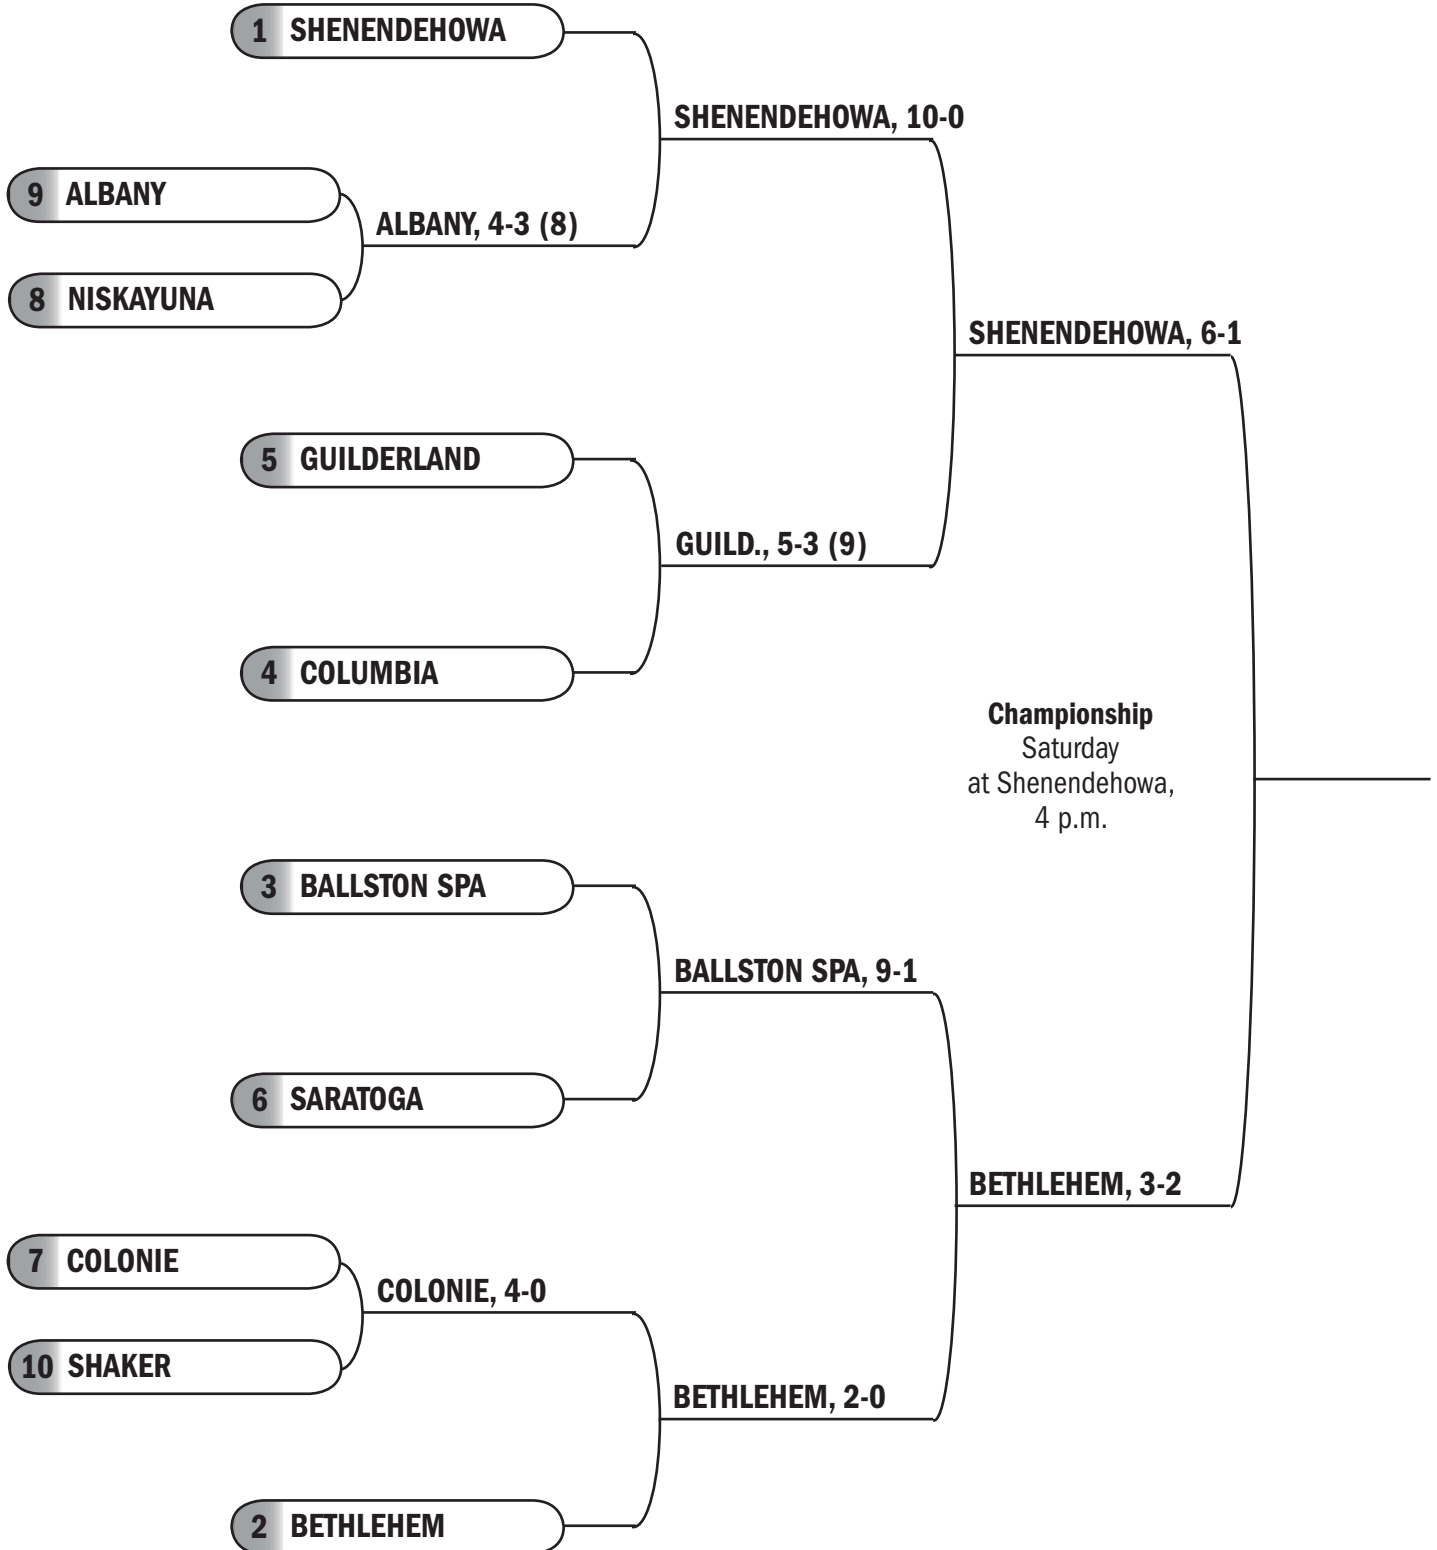 1 SHENENDEHOWA
SHENENDEHOWA, 10-0
9 ALBANY
ALBANY, 4-3 (8)
8 NISKAYUNA
SHENENDEHOWA, 6-1
5 GUILDERLAND
GUILD., 5-3 (9)
4 COLUMBIA
Championship
Saturday
at Shenendehowa,
4 p.m.
3 BALLSTON SPA
BALLSTON SPA, 9-1
6 SARATOGA
BETHLEHEM, 3-2
7 COLONIE
COLONIE, 4-0
10 SHAKER
BETHLEHEM, 2-0
2 BETHLEHEM